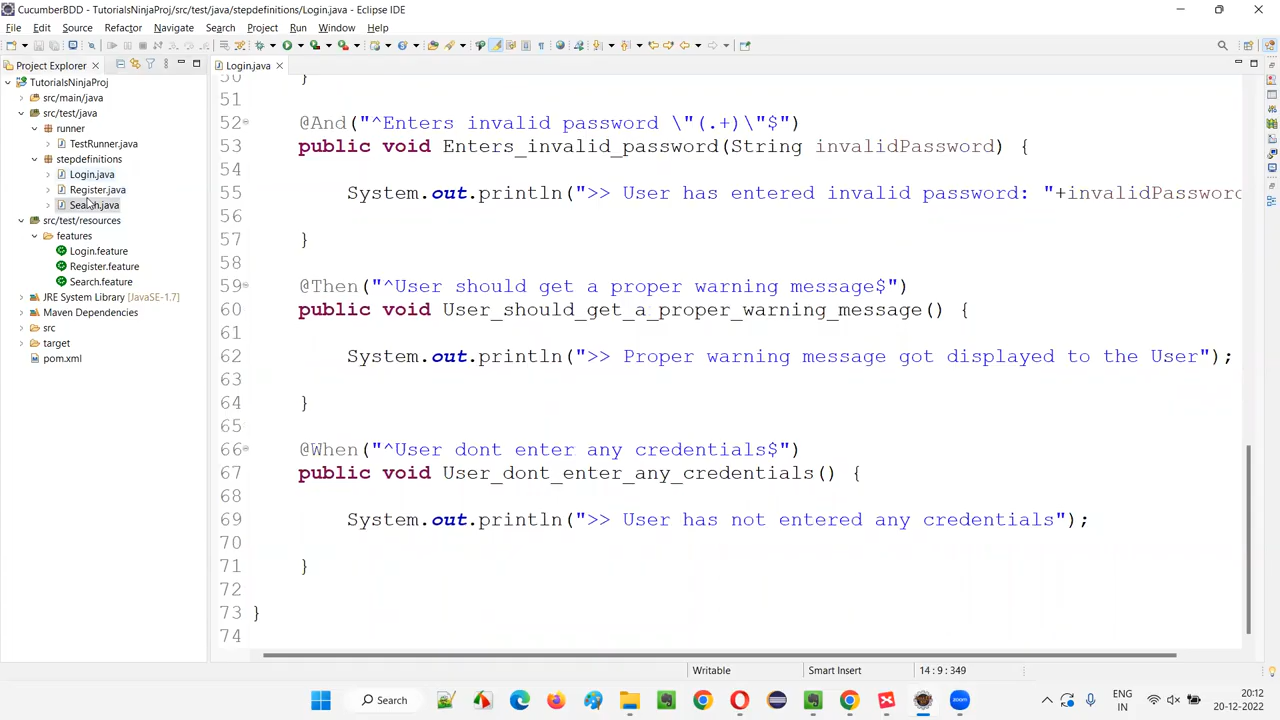 CucumberBDD - TutorialsNinjaProj/src/test/java/stepdefinitions/Login.java - Eclipse IDE
File Edit Source Refactor Navigate Search Project Run Window Help
Project Explorer
Login.java
TutorialsNinjaProj
src/main/java
src/test/java
runner
TestRunner.java
stepdefinitions
Login.java
Register.java
Search.java
src/test/resources
features
Login.feature
Register.feature
Search.feature
JRE System Library [JavaSE-1.7]
Maven Dependencies
src
target
pom.xml
50 }
51
52 @And("^Enters invalid password \"(.+)\"$")
53 public void Enters_invalid_password(String invalidPassword) {
54
55 System.out.println(">> User has entered invalid password: "+invalidPassword
56
57 }
58
59 @Then("^User should get a proper warning message$")
60 public void User_should_get_a_proper_warning_message() {
61
62 System.out.println(">> Proper warning message got displayed to the User");
63
64 }
65
66 @When("^User dont enter any credentials$")
67 public void User_dont_enter_any_credentials() {
68
69 System.out.println(">> User has not entered any credentials");
70
71 }
72
73 }
74
Writable Smart Insert 14 : 9 : 349
Search
ENG
IN
20:12
20-12-2022